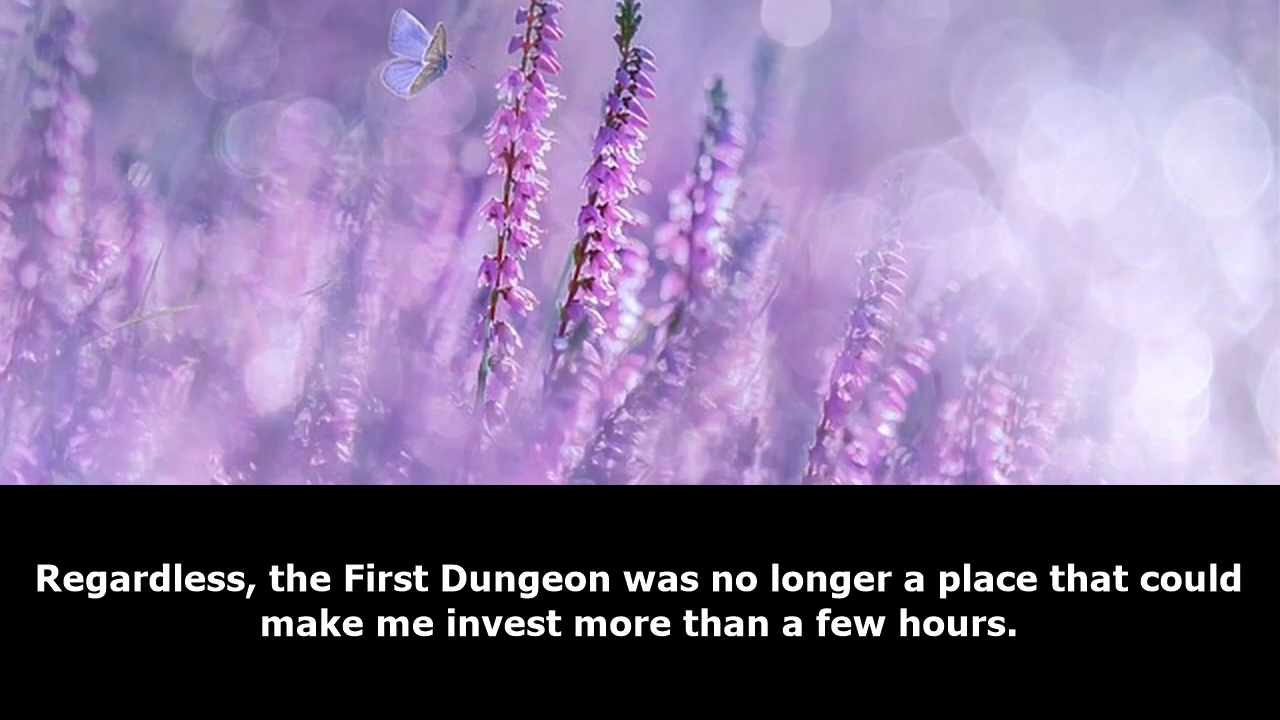 Regardless, the First Dungeon was no longer a place that could
make me invest more than a few hours.